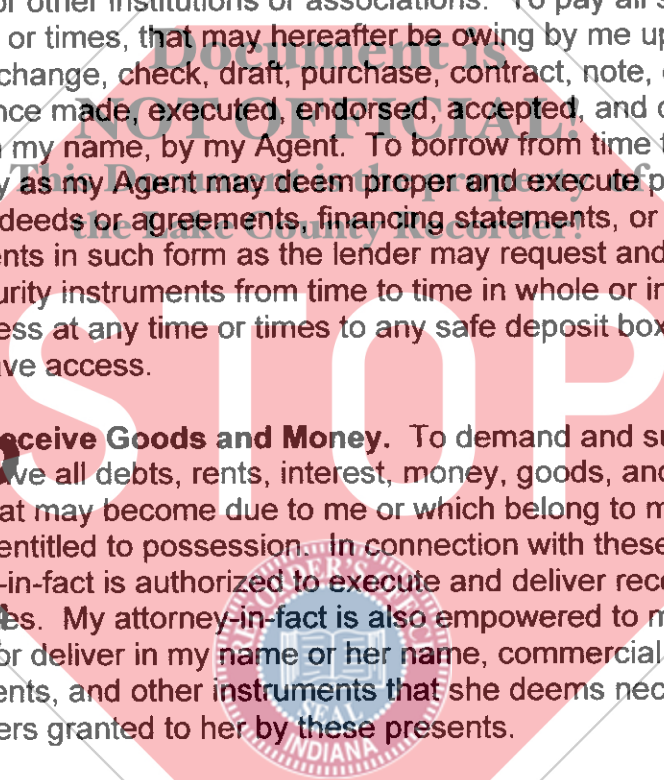 or other institutions or associations. To pay all s
or times, that may hereafter be owing by me u
change, check, draft, purchase, contract, note,
nce made, executed, endorsed, accepted, and
my name, by my Agent. To borrow from time t
y as my Agent may deem proper and execute p
deeds or agreements, financing statements, or
ents in such form as the lender may request and
urity instruments from time to time in whole or in
ess at any time or times to any safe deposit box
ve access.
eceive Goods and Money. To demand and su
ve all debts, rents, interest, money, goods, and
at may become due to me or which belong to m
entitled to possession. In connection with these
-in-fact is authorized to execute and deliver rece
es. My attorney-in-fact is also empowered to m
or deliver in my name or her name, commercial
ents, and other instruments that she deems nec
ers granted to her by these presents.
Document is
NOT OFFICIAL!
This Document is the property of
the Lake County Recorder!
STOP
SEAL
INDIANA